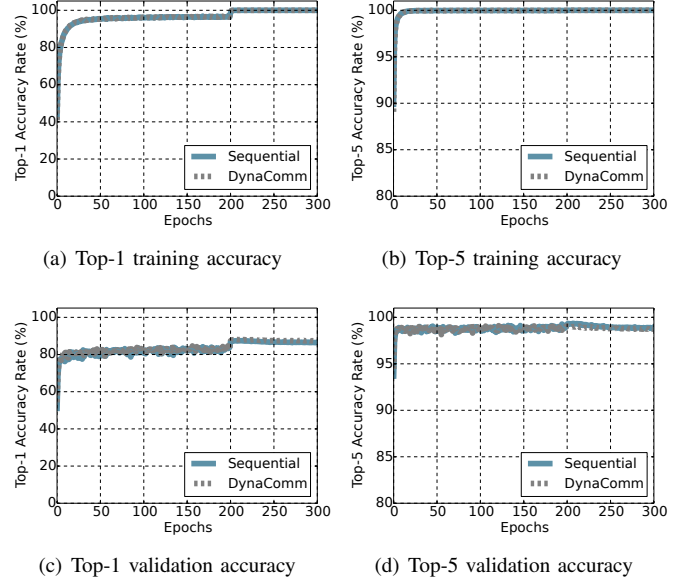 100
80
60
40
20
0
Top-1 Accuracy Rate (%)
0 50 100 150 200 250 300
Epochs
Sequential
DynaComm
(a) Top-1 training accuracy
100
95
90
85
80
Top-5 Accuracy Rate (%)
0 50 100 150 200 250 300
Epochs
Sequential
DynaComm
(b) Top-5 training accuracy
100
80
60
40
20
0
Top-1 Accuracy Rate (%)
0 50 100 150 200 250 300
Epochs
Sequential
DynaComm
(c) Top-1 validation accuracy
100
95
90
85
80
Top-5 Accuracy Rate (%)
0 50 100 150 200 250 300
Epochs
Sequential
DynaComm
(d) Top-5 validation accuracy